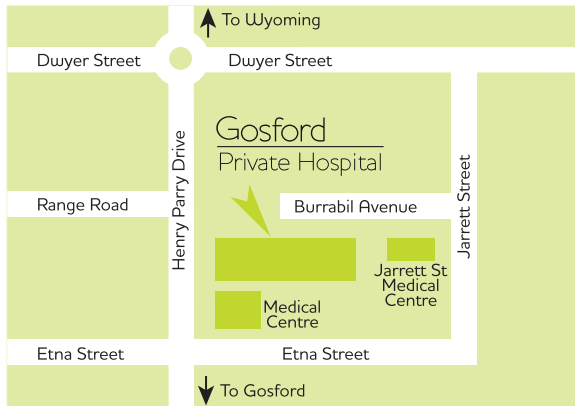 To Wyoming
Dwyer Street
Dwyer Street
Gosford
Private Hospital
Henry Parry Drive
Range Road
Burrabil Avenue
Jarrett Street
Jarrett St
Medical
Centre
Medical
Centre
Etna Street
Etna Street
To Gosford